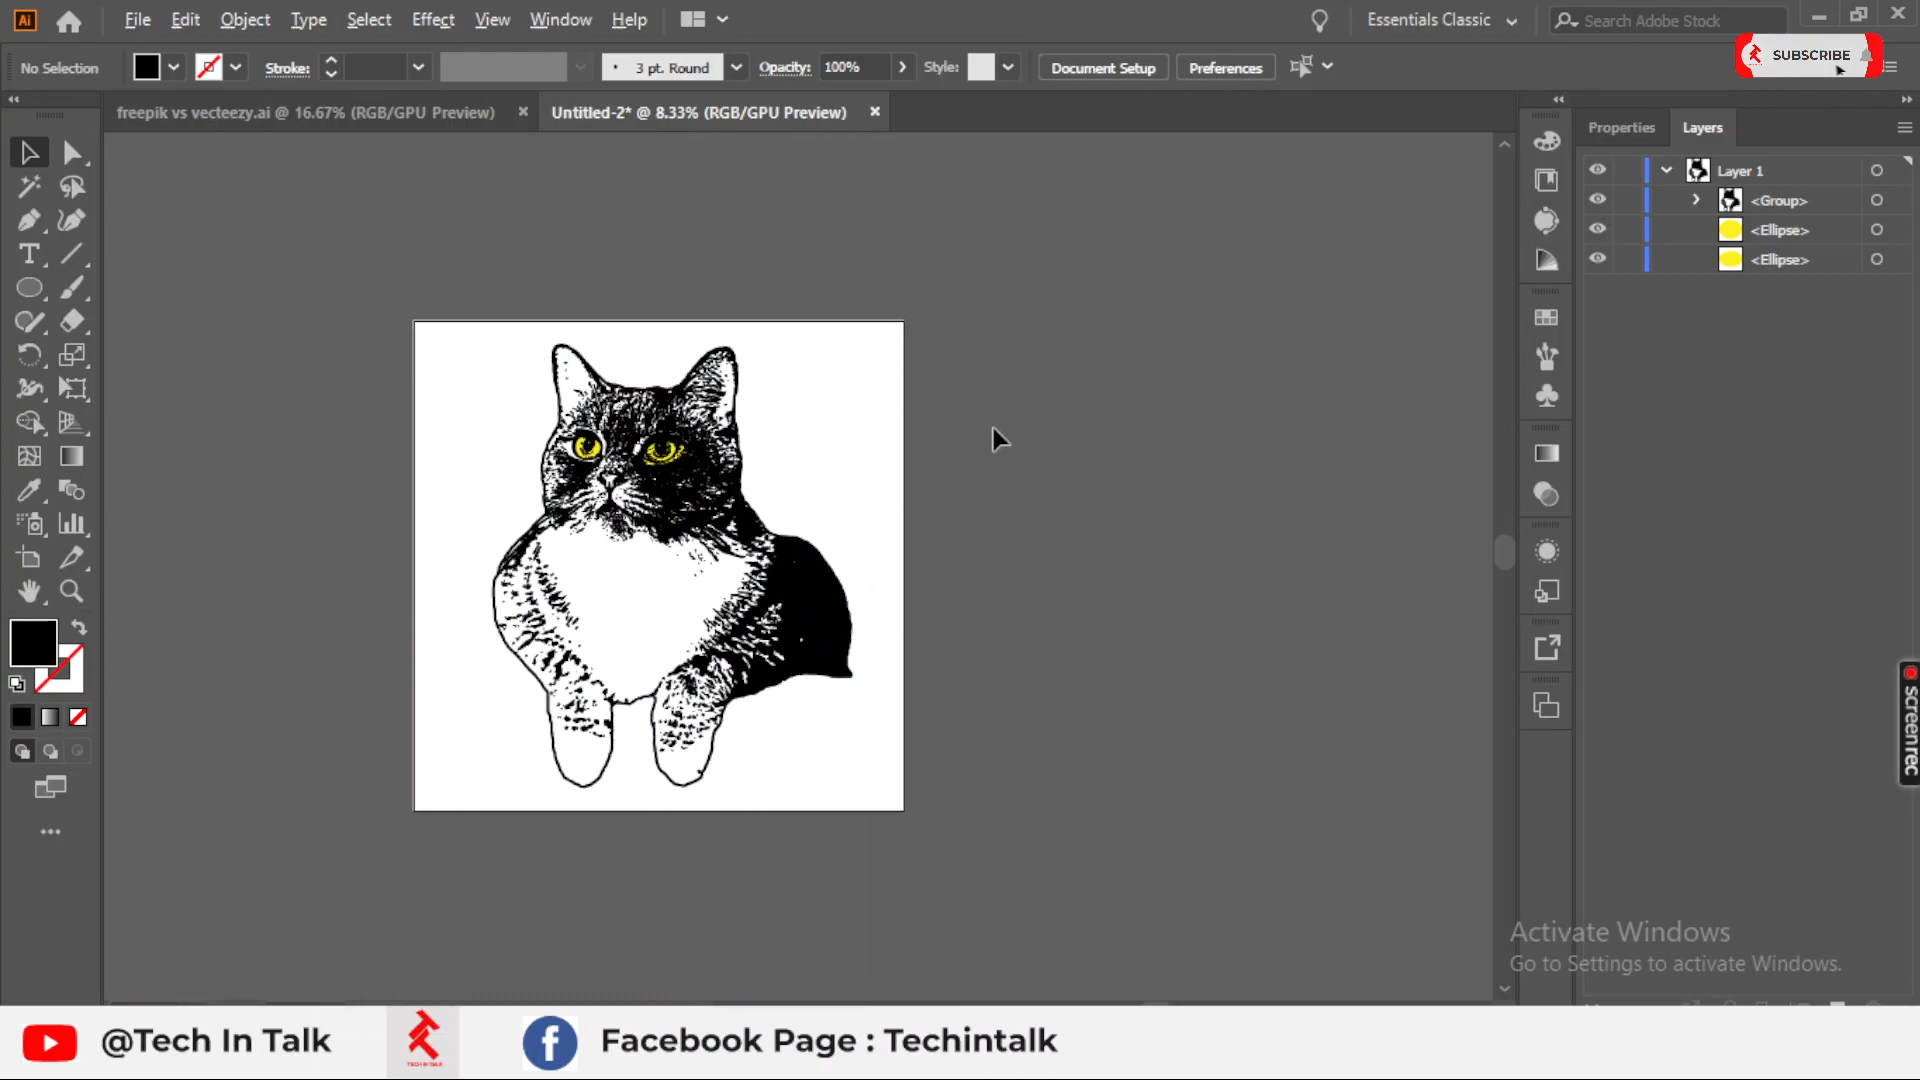 Ai File Edit Object Type Select Effect View Window Help Essentials Classic Search Adobe Stock
No Selection Stroke: 3 pt. Round Opacity: 100% Style: Document Setup Preferences SUBSCRIBE
freepik vs vecteezy.ai @ 16.67% (RGB/GPU Preview) Untitled-2* @ 8.33% (RGB/GPU Preview)
Properties Layers
Layer 1
<Group>
<Ellipse>
<Ellipse>
screenrec
Activate Windows
Go to Settings to activate Windows.
@Tech In Talk TECH IN TALK Facebook Page : Techintalk